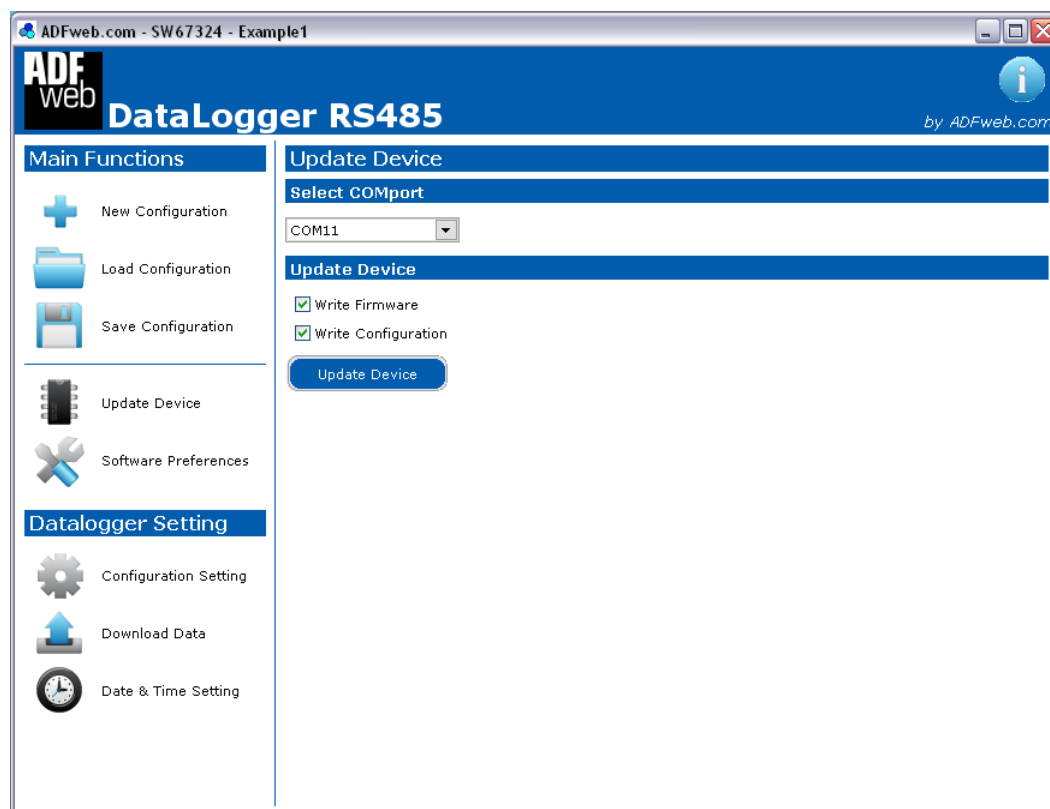 ADFweb.com - SW67324 - Example1
ADF
web
DataLogger RS485
i
by ADFweb.com
Main Functions
New Configuration
Load Configuration
Save Configuration
Update Device
Software Preferences
Datalogger Setting
Configuration Setting
Download Data
Date & Time Setting
Update Device
Select COMport
COM11
Update Device
Write Firmware
Write Configuration
Update Device